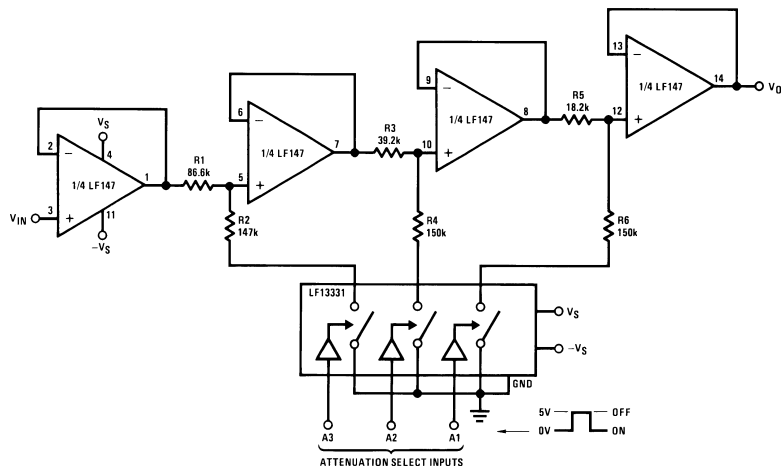 VIN
3
+
2
−
VS
4
1/4 LF147
11
−VS
1
R1
86.6k
R2
147k
5
+
6
−
1/4 LF147
7
R3
39.2k
R4
150k
10
+
9
−
1/4 LF147
8
R5
18.2k
R6
150k
12
+
13
−
1/4 LF147
14
VO
LF13331
VS
−VS
GND
A3
A2
A1
ATTENUATION SELECT INPUTS
5V OFF
0V ON